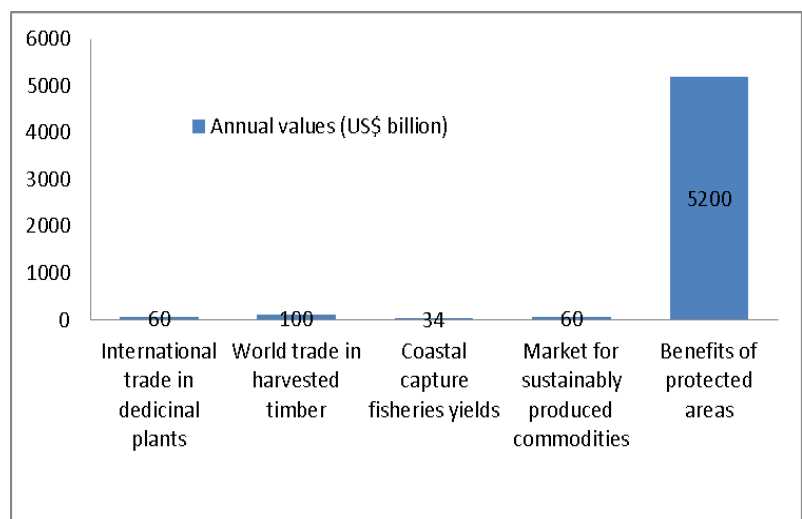 6000
5000
4000
3000
2000
1000
0
Annual values (US$ billion)
60
100
34
60
5200
International
trade in
dedicinal
plants
World trade in
harvested
timber
Coastal
capture
fisheries yields
Market for
sustainably
produced
commodities
Benefits of
protected
areas